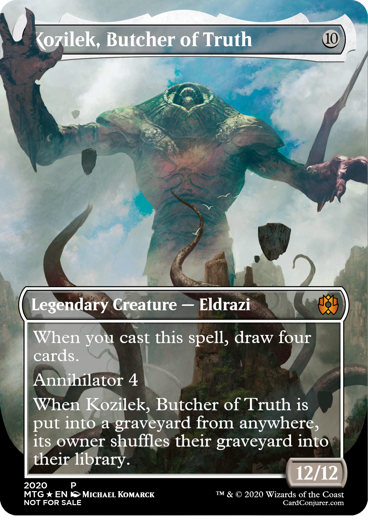 Kozilek, Butcher of Truth 10
Legendary Creature — Eldrazi
When you cast this spell, draw four
cards.
Annihilator 4
When Kozilek, Butcher of Truth is
put into a graveyard from anywhere,
its owner shuffles their graveyard into
their library.
12/12
2020 P
MTG ★ EN Michael Komarck
NOT FOR SALE
™ & © 2020 Wizards of the Coast
CardConjurer.com